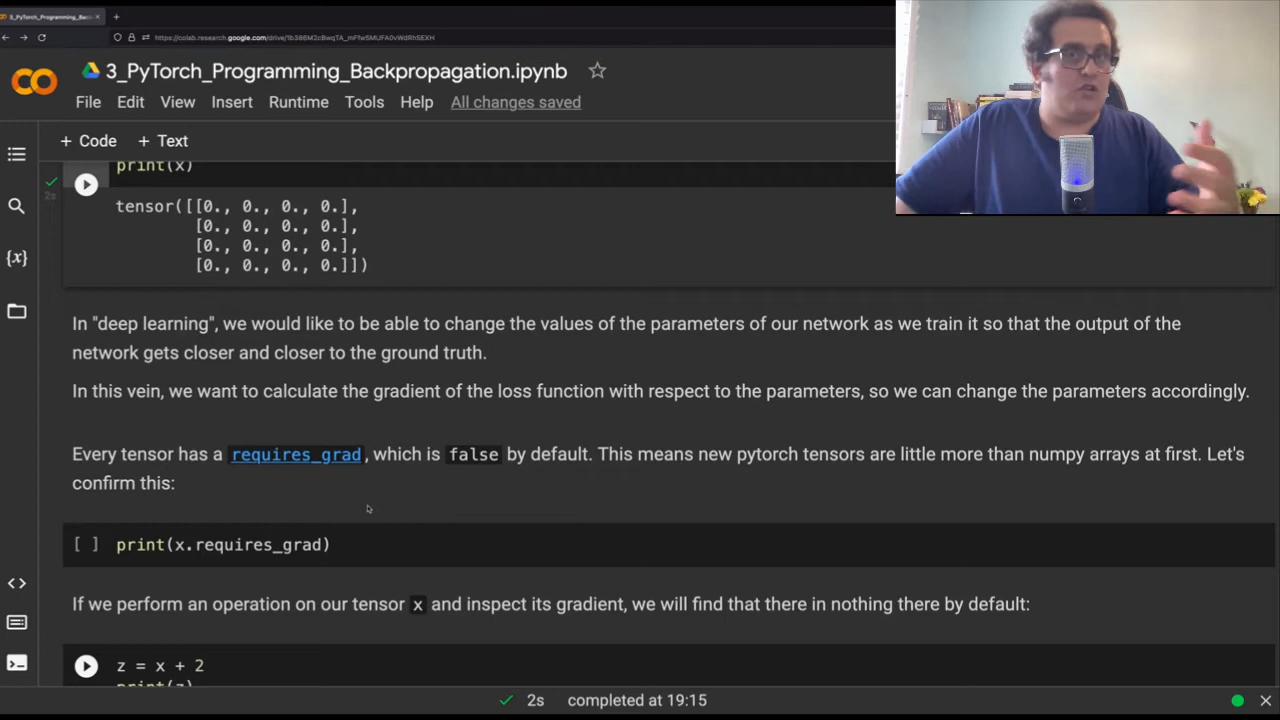 3_PyTorch_Programming_Bac
3_PyTorch_Programming_Backpropagation.ipynb
File Edit View Insert Runtime Tools Help All changes saved
+ Code + Text
print(x)
2s
tensor([[0., 0., 0., 0.],
[0., 0., 0., 0.],
[0., 0., 0., 0.],
[0., 0., 0., 0.]])
In "deep learning", we would like to be able to change the values of the parameters of our network as we train it so that the output of the
network gets closer and closer to the ground truth.
In this vein, we want to calculate the gradient of the loss function with respect to the parameters, so we can change the parameters accordingly.
Every tensor has a requires_grad, which is false by default. This means new pytorch tensors are little more than numpy arrays at first. Let's
confirm this:
[ ] print(x.requires_grad)
If we perform an operation on our tensor x and inspect its gradient, we will find that there in nothing there by default:
z = x + 2
print(z)
2s completed at 19:15